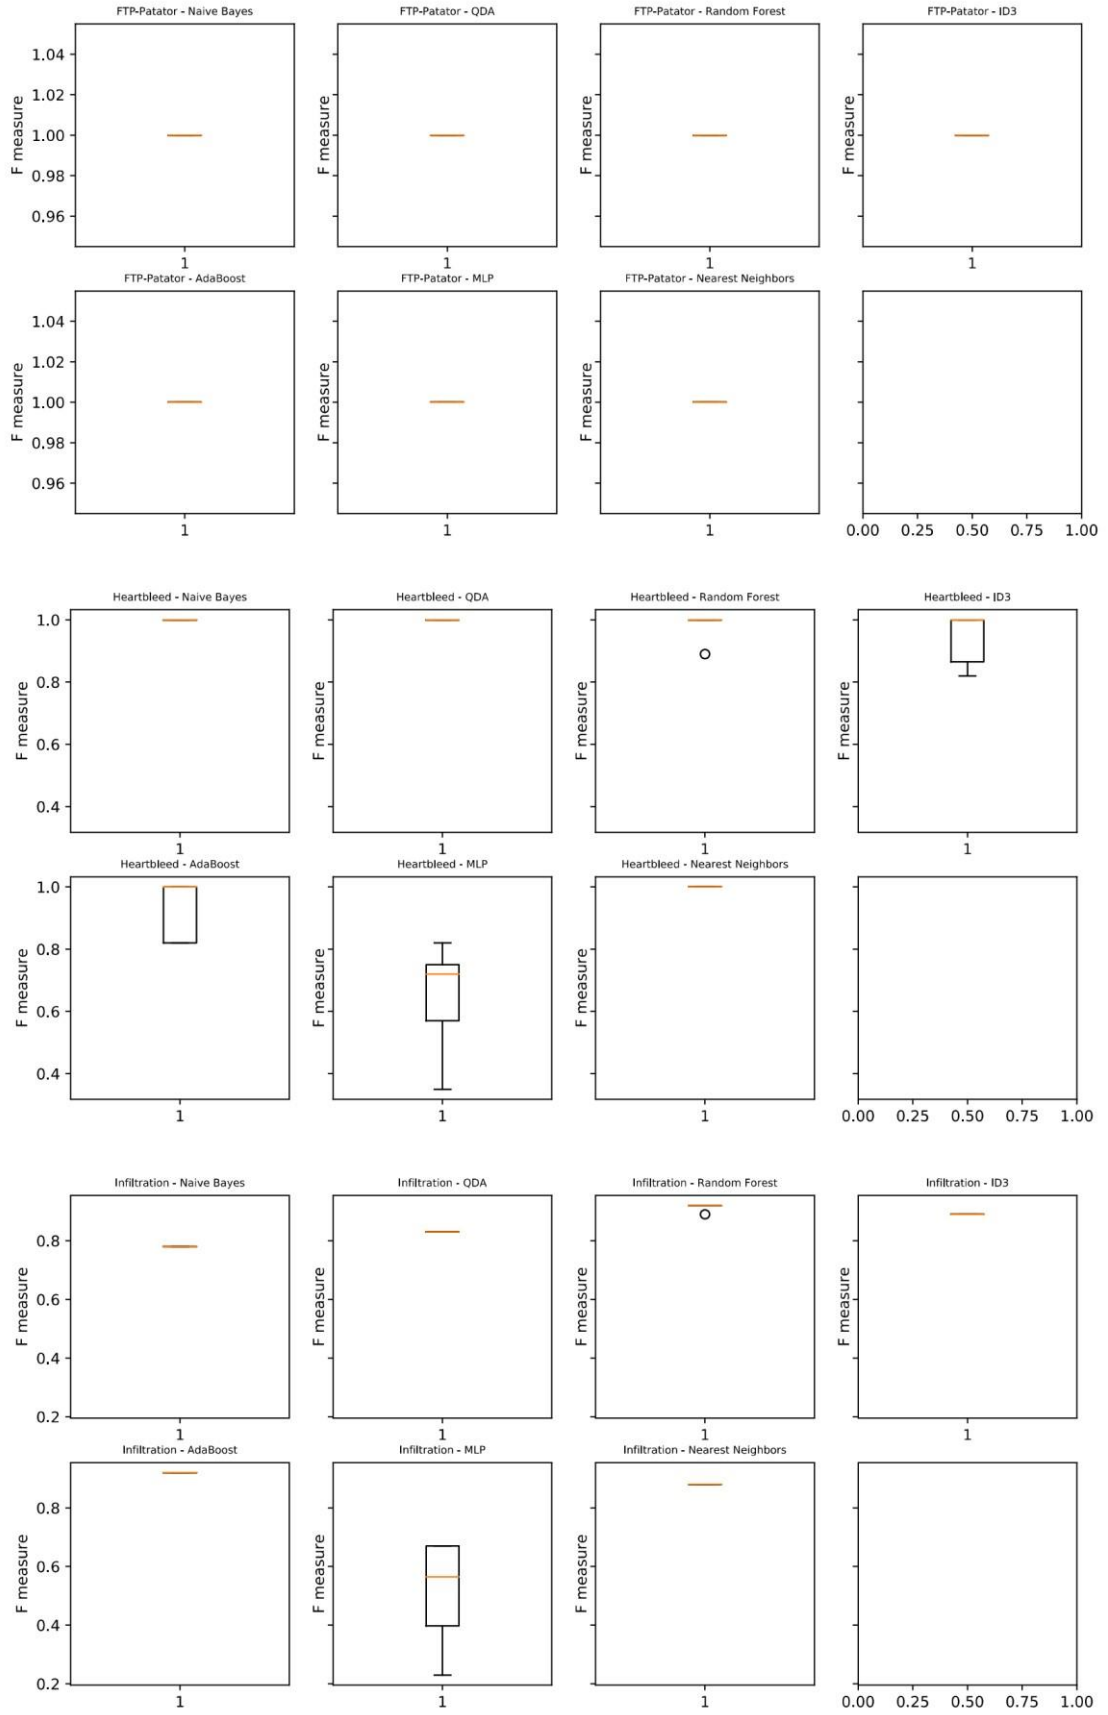 FTP-Patator - Naive Bayes
FTP-Patator - QDA
FTP-Patator - Random Forest
FTP-Patator - ID3
F measure
1.04
1.02
1.00
0.98
0.96
1
F measure
1
F measure
1
F measure
1
FTP-Patator - AdaBoost
FTP-Patator - MLP
FTP-Patator - Nearest Neighbors
F measure
1.04
1.02
1.00
0.98
0.96
1
F measure
1
F measure
1
0.00 0.25 0.50 0.75 1.00
Heartbleed - Naive Bayes
Heartbleed - QDA
Heartbleed - Random Forest
Heartbleed - ID3
F measure
1.0
0.8
0.6
0.4
1
F measure
1
F measure
1
F measure
1
Heartbleed - AdaBoost
Heartbleed - MLP
Heartbleed - Nearest Neighbors
F measure
1.0
0.8
0.6
0.4
1
F measure
1
F measure
1
0.00 0.25 0.50 0.75 1.00
Infiltration - Naive Bayes
Infiltration - QDA
Infiltration - Random Forest
Infiltration - ID3
F measure
0.8
0.6
0.4
0.2
1
F measure
1
F measure
1
F measure
1
Infiltration - AdaBoost
Infiltration - MLP
Infiltration - Nearest Neighbors
F measure
0.8
0.6
0.4
0.2
1
F measure
1
F measure
1
0.00 0.25 0.50 0.75 1.00